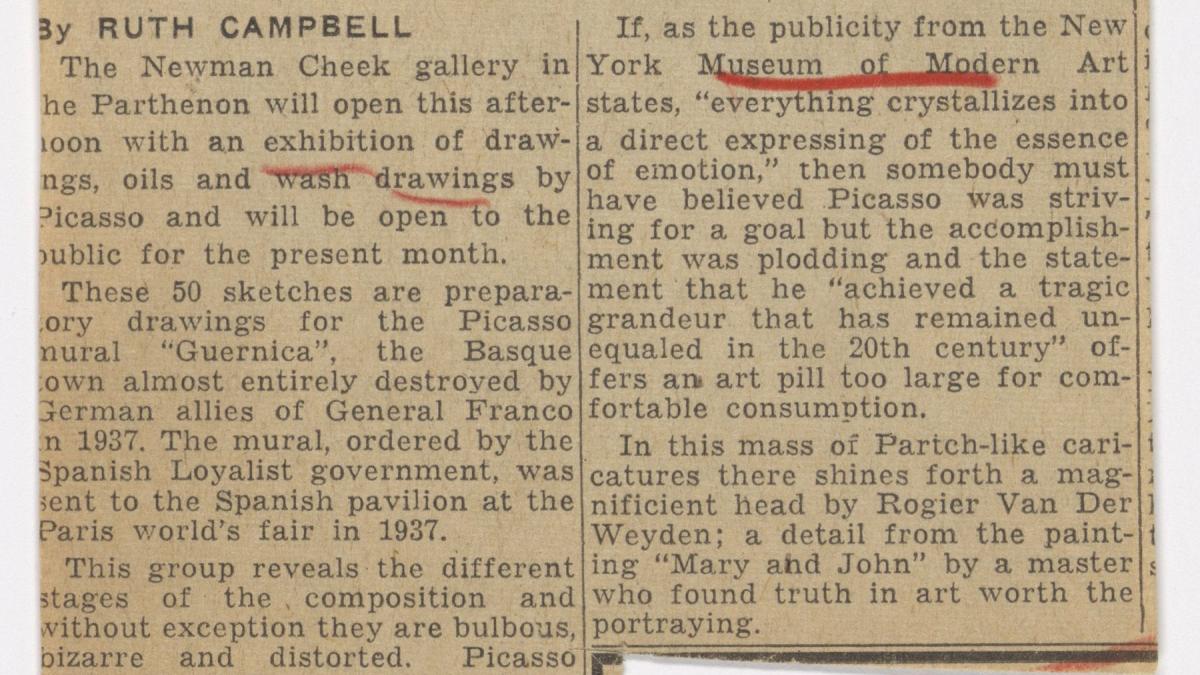 By RUTH CAMPBELL
The Newman Cheek gallery in
he Parthenon will open this after-
noon with an exhibition of draw-
ngs, oils and wash drawings by
Picasso and will be open to the
public for the present month.
These 50 sketches are prepara-
tory drawings for the Picasso
mural “Guernica”, the Basque
town almost entirely destroyed by
German allies of General Franco
in 1937. The mural, ordered by the
Spanish Loyalist government, was
sent to the Spanish pavilion at the
Paris world's fair in 1937.
This group reveals the different
stages of the composition and
without exception they are bulbous,
bizarre and distorted. Picasso
If, as the publicity from the New
York Museum of Modern Art
states, “everything crystallizes into
a direct expressing of the essence
of emotion,” then somebody must
have believed Picasso was striv-
ing for a goal but the accomplish-
ment was plodding and the state-
ment that he “achieved a tragic
grandeur that has remained un-
equaled in the 20th century” of-
fers an art pill too large for com-
fortable consumption.
In this mass of Partch-like cari-
catures there shines forth a mag-
nificient head by Rogier Van Der
Weyden; a detail from the paint-
ing “Mary and John” by a master
who found truth in art worth the
portraying.